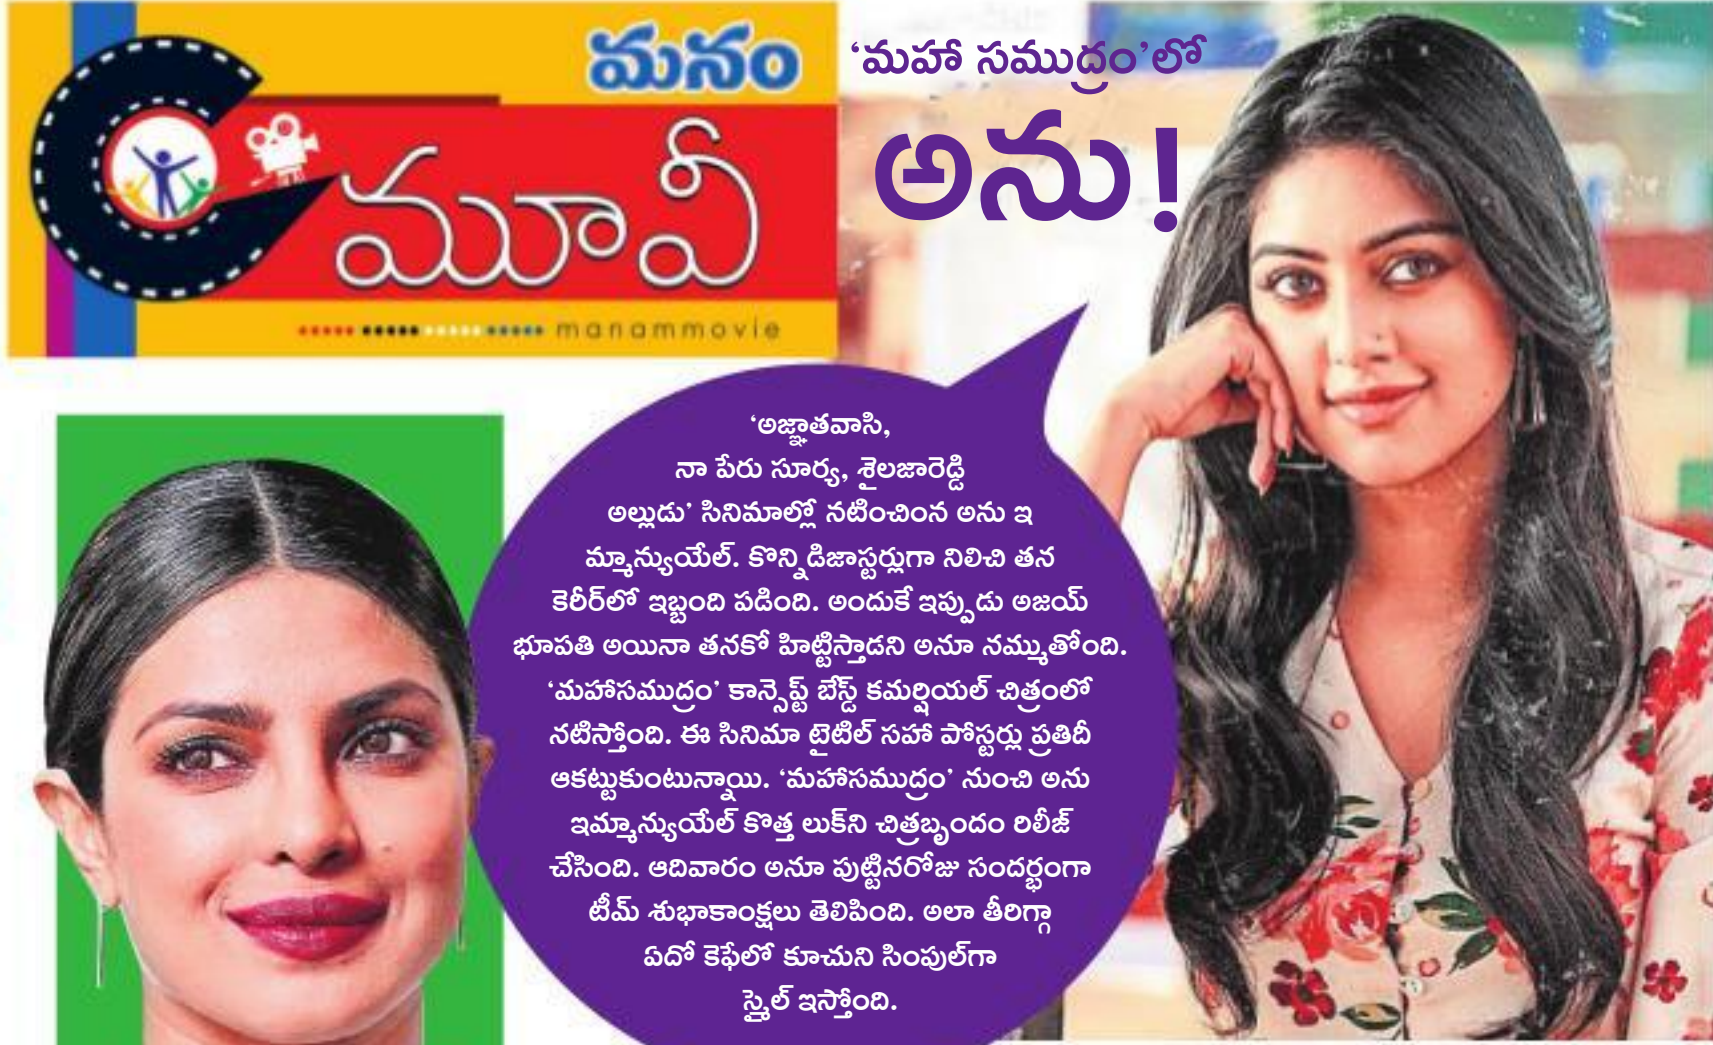 మనం
మూవీ
manammovie
‘మహా సముద్రం’లో
అను!
‘అజ్ఞాతవాసి,
నా పేరు సూర్య, శైలజారెడ్డి
అల్లుడు’ సినిమాల్లో నటించింన అను ఇ
మ్మాన్యుయేల్. కొన్నిడిజాస్టర్లుగా నిలిచి తన
కెరీర్‌లో ఇబ్బంది పడింది. అందుకే ఇప్పుడు అజయ్
భూపతి అయినా తనకో హిట్టిస్తాడని అనూ నమ్ముతోంది.
‘మహాసముద్రం’ కాన్సెప్ట్ బేస్డ్ కమర్షియల్ చిత్రంలో
నటిస్తోంది. ఈ సినిమా టైటిల్ సహా పోస్టర్లు ప్రతిదీ
ఆకట్టుకుంటున్నాయి. ‘మహాసముద్రం’ నుంచి అను
ఇమ్మాన్యుయేల్ కొత్త లుక్‌ని చిత్రబృందం రిలీజ్
చేసింది. ఆదివారం అనూ పుట్టినరోజు సందర్భంగా
టీమ్ శుభాకాంక్షలు తెలిపింది. అలా తీరిగ్గా
ఏదో కెఫేలో కూచుని సింపుల్‌గా
స్మైల్ ఇస్తోంది.